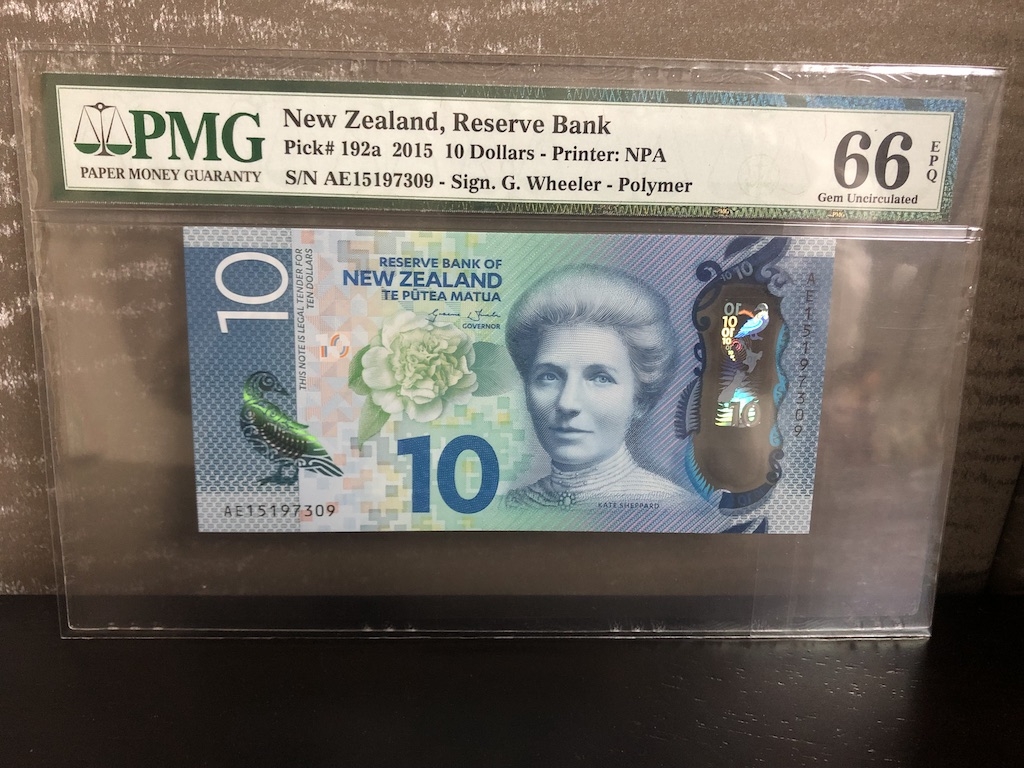 PMG
PAPER MONEY GUARANTY
New Zealand, Reserve Bank
Pick# 192a 2015 10 Dollars - Printer: NPA
S/N AE15197309 - Sign. G. Wheeler - Polymer
66
EPQ
Gem Uncirculated
10
THIS NOTE IS LEGAL TENDER FOR
TEN DOLLARS
RESERVE BANK OF
NEW ZEALAND
TE PŪTEA MATUA
GOVERNOR
10
KATE SHEPPARD
AE15197309
10
10
10
AE15197309